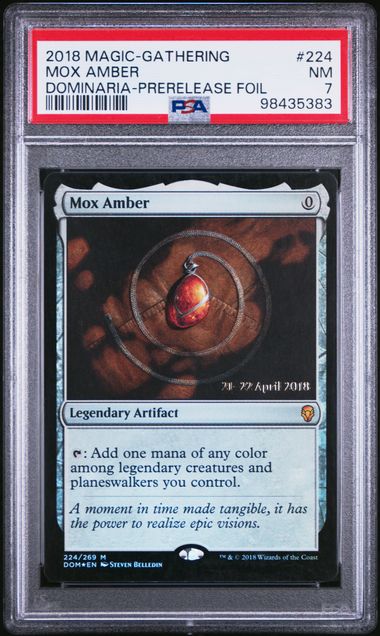 2018 MAGIC-GATHERING #224
MOX AMBER NM
DOMINARIA-PRERELEASE FOIL 7
PSA 98435383
Mox Amber 0
21-22 April 2018
Legendary Artifact
: Add one mana of any color
among legendary creatures and
planeswalkers you control.
A moment in time made tangible, it has
the power to realize epic visions.
224/269 M
DOM★EN Steven Belledin
™ & © 2018 Wizards of the Coast